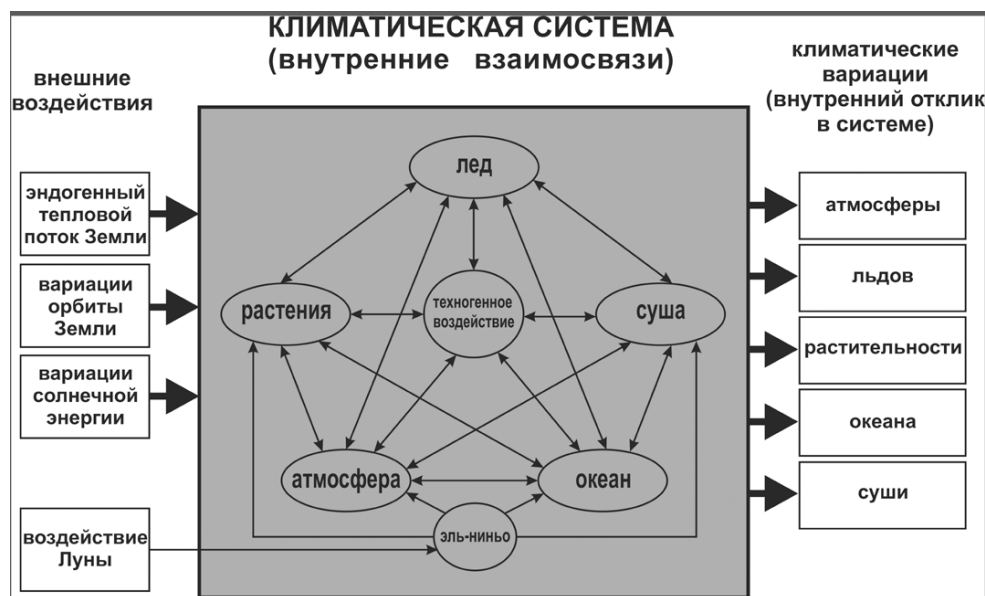 КЛИМАТИЧЕСКАЯ СИСТЕМА
(внутренние взаимосвязи)
внешние
воздействия
эндогенный
тепловой
поток Земли
вариации
орбиты
Земли
вариации
солнечной
энергии
воздействие
Луны
лед
растения
техногенное
воздействие
суша
атмосфера
океан
эль-ниньо
климатические
вариации
(внутренний отклик
в системе)
атмосферы
льдов
растительности
океана
суши